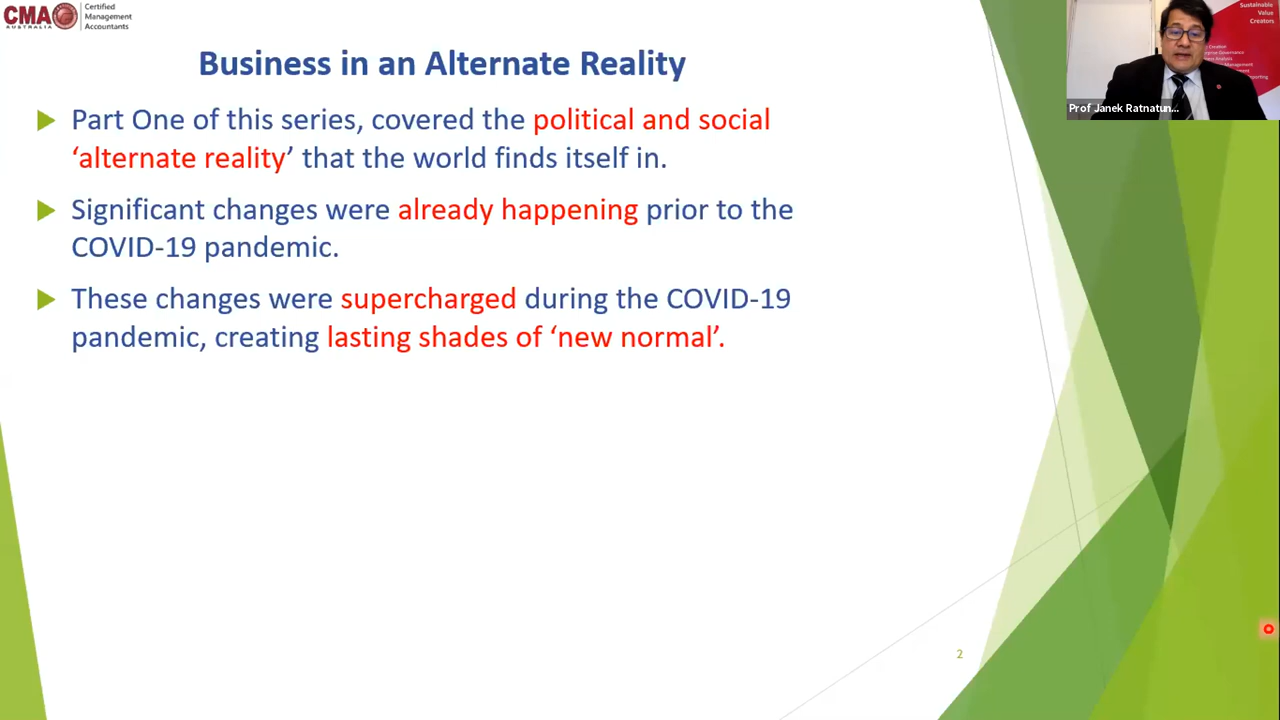 CMA
AUSTRALIA
Certified
Management
Accountants
Business in an Alternate Reality
Part One of this series, covered the political and social
‘alternate reality’ that the world finds itself in.
Significant changes were already happening prior to the
COVID-19 pandemic.
These changes were supercharged during the COVID-19
pandemic, creating lasting shades of ‘new normal’.
2
Sustainable
Value
Creators
Prof Janek Ratnatun...